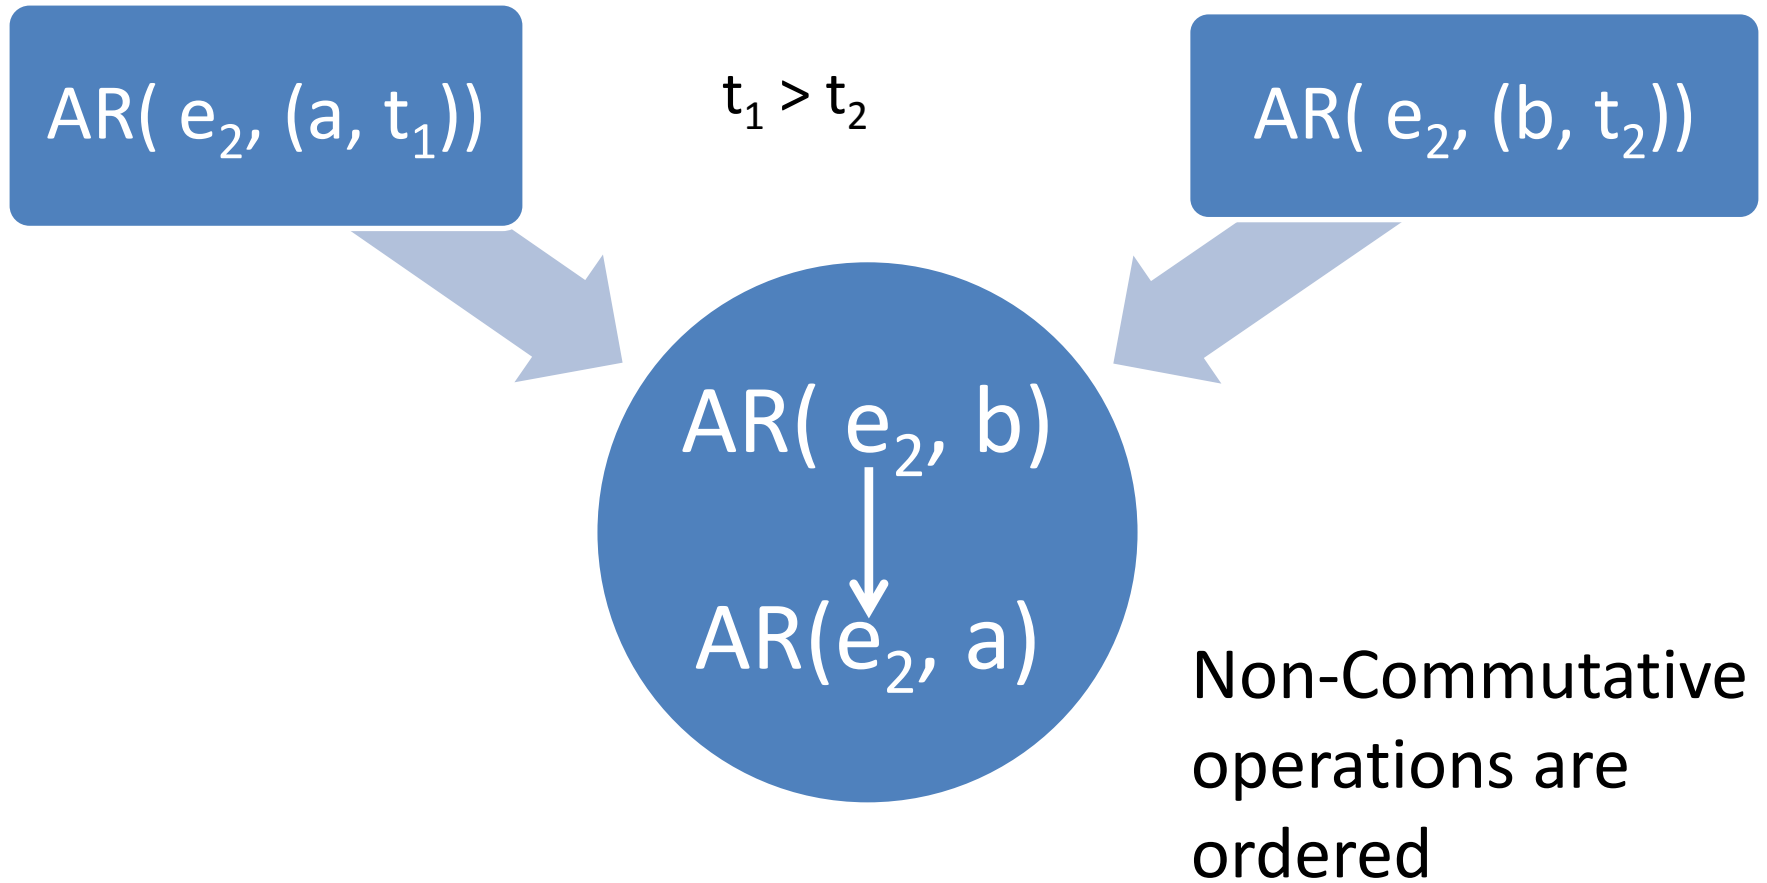 AR( e₂, (a, t₁))
t₁ > t₂
AR( e₂, (b, t₂))
AR( e₂, b)
AR(e₂, a)
Non-Commutative
operations are
ordered